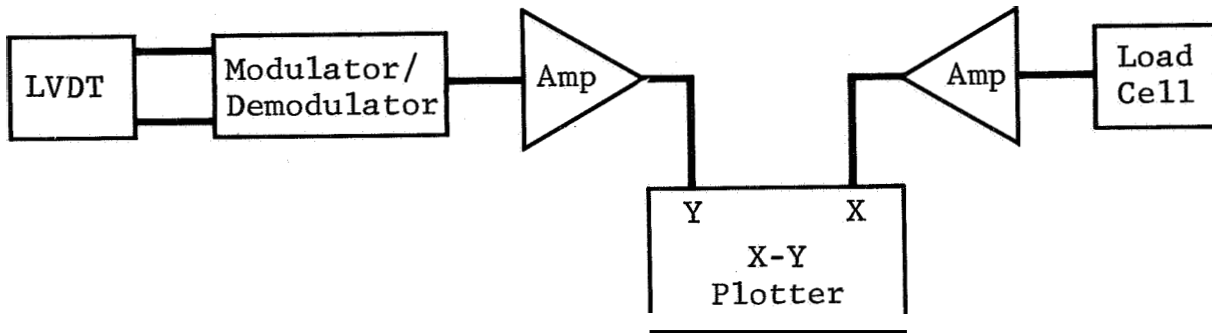 LVDT
Modulator/
Demodulator
Amp
Amp
Load
Cell
Y
X
X-Y
Plotter